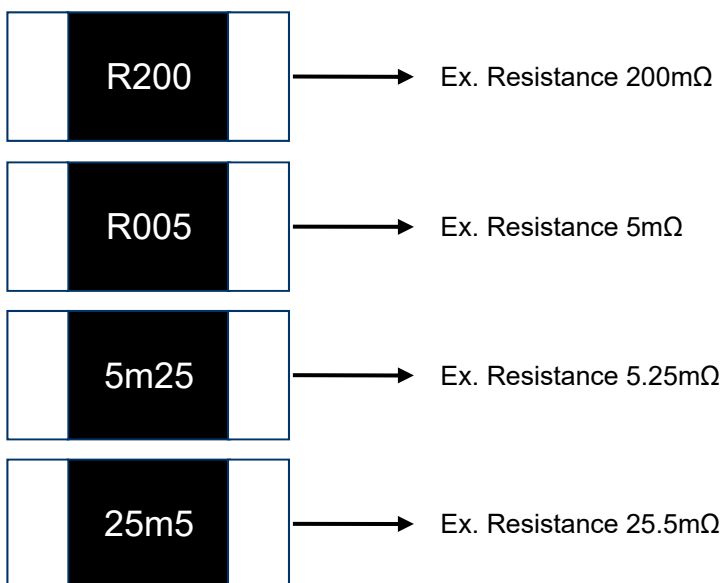 R200 Ex. Resistance 200mΩ
R005 Ex. Resistance 5mΩ
5m25 Ex. Resistance 5.25mΩ
25m5 Ex. Resistance 25.5mΩ